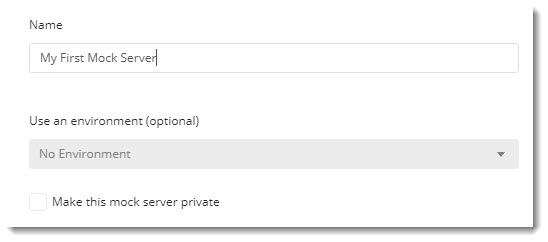 Name
My First Mock Server
Use an environment (optional)
No Environment
Make this mock server private